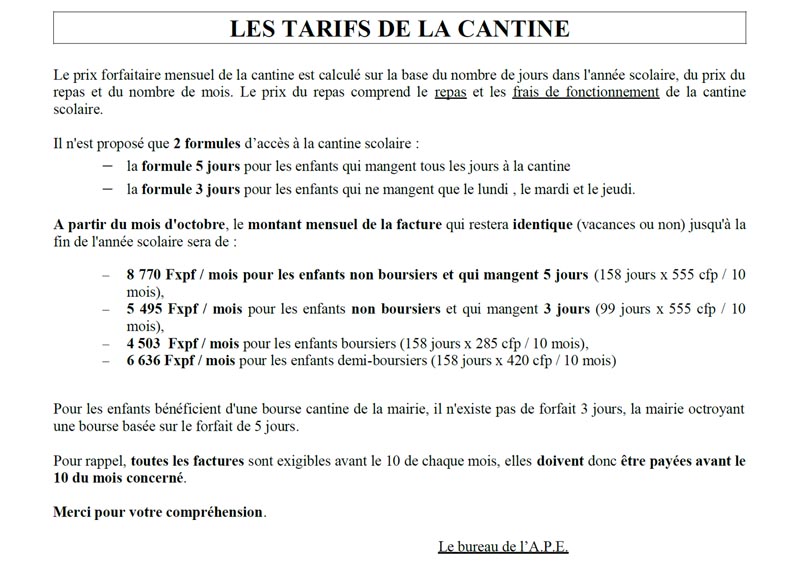 LES TARIFS DE LA CANTINE
Le prix forfaitaire mensuel de la cantine est calculé sur la base du nombre de jours dans l'année scolaire, du prix du
repas et du nombre de mois. Le prix du repas comprend le repas et les frais de fonctionnement de la cantine
scolaire.
Il n'est proposé que 2 formules d’accès à la cantine scolaire :
— la formule 5 jours pour les enfants qui mangent tous les jours à la cantine
— la formule 3 jours pour les enfants qui ne mangent que le lundi , le mardi et le jeudi.
A partir du mois d'octobre, le montant mensuel de la facture qui restera identique (vacances ou non) jusqu'à la
fin de l'année scolaire sera de :
– 8 770 Fxpf / mois pour les enfants non boursiers et qui mangent 5 jours (158 jours x 555 cfp / 10
mois),
– 5 495 Fxpf / mois pour les enfants non boursiers et qui mangent 3 jours (99 jours x 555 cfp / 10
mois),
– 4 503 Fxpf / mois pour les enfants boursiers (158 jours x 285 cfp / 10 mois),
– 6 636 Fxpf / mois pour les enfants demi-boursiers (158 jours x 420 cfp / 10 mois)
Pour les enfants bénéficient d'une bourse cantine de la mairie, il n'existe pas de forfait 3 jours, la mairie octroyant
une bourse basée sur le forfait de 5 jours.
Pour rappel, toutes les factures sont exigibles avant le 10 de chaque mois, elles doivent donc être payées avant le
10 du mois concerné.
Merci pour votre compréhension.
Le bureau de l’A.P.E.